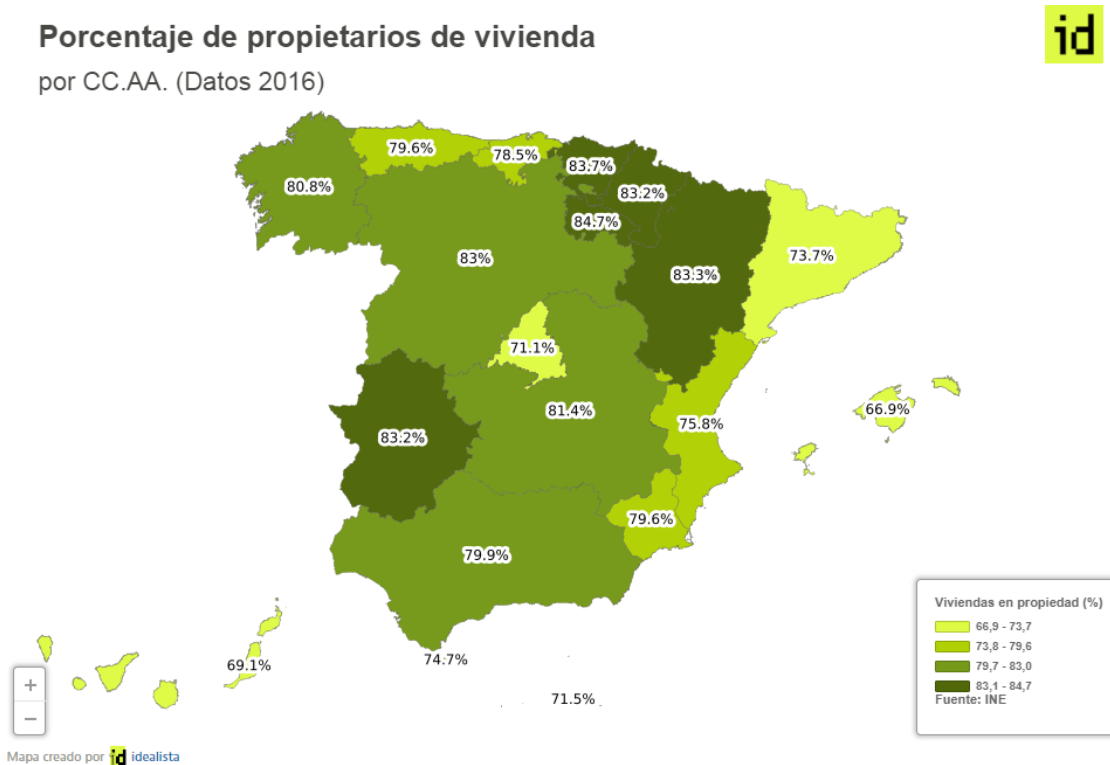 Porcentaje de propietarios de vivienda
por CC.AA. (Datos 2016)
id
79.6%
78.5%
83.7%
80.8%
83.2%
84.7%
83%
73.7%
83.3%
71.1%
81.4%
66.9%
75.8%
83.2%
79.6%
79.9%
69.1%
74.7%
71.5%
Viviendas en propiedad (%)
66,9 - 73,7
73,8 - 79,6
79,7 - 83,0
83,1 - 84,7
Fuente: INE
+
−
Mapa creado por id idealista